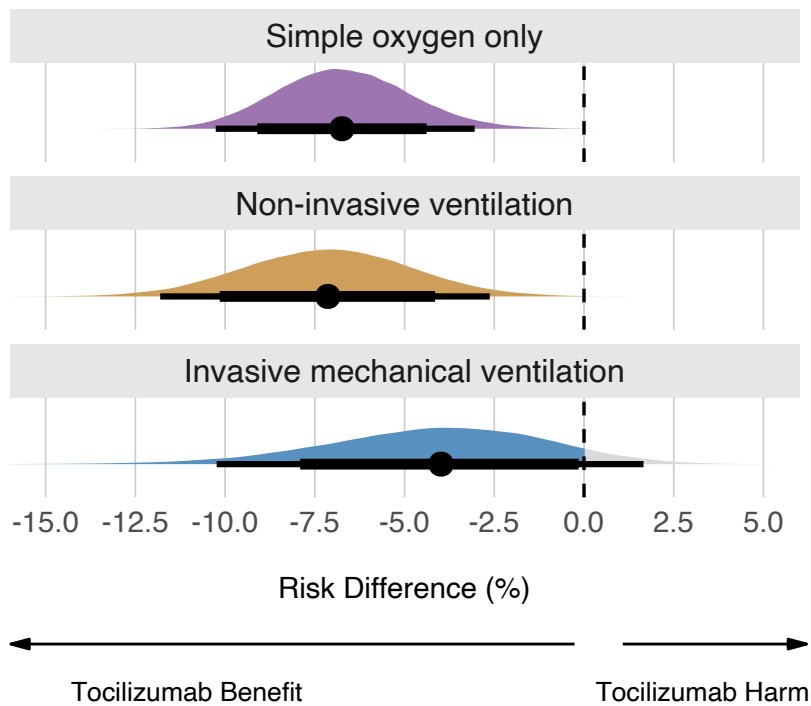 Simple oxygen only
Non-invasive ventilation
Invasive mechanical ventilation
-15.0 -12.5 -10.0 -7.5 -5.0 -2.5 0.0 2.5 5.0
Risk Difference (%)
Tocilizumab Benefit Tocilizumab Harm